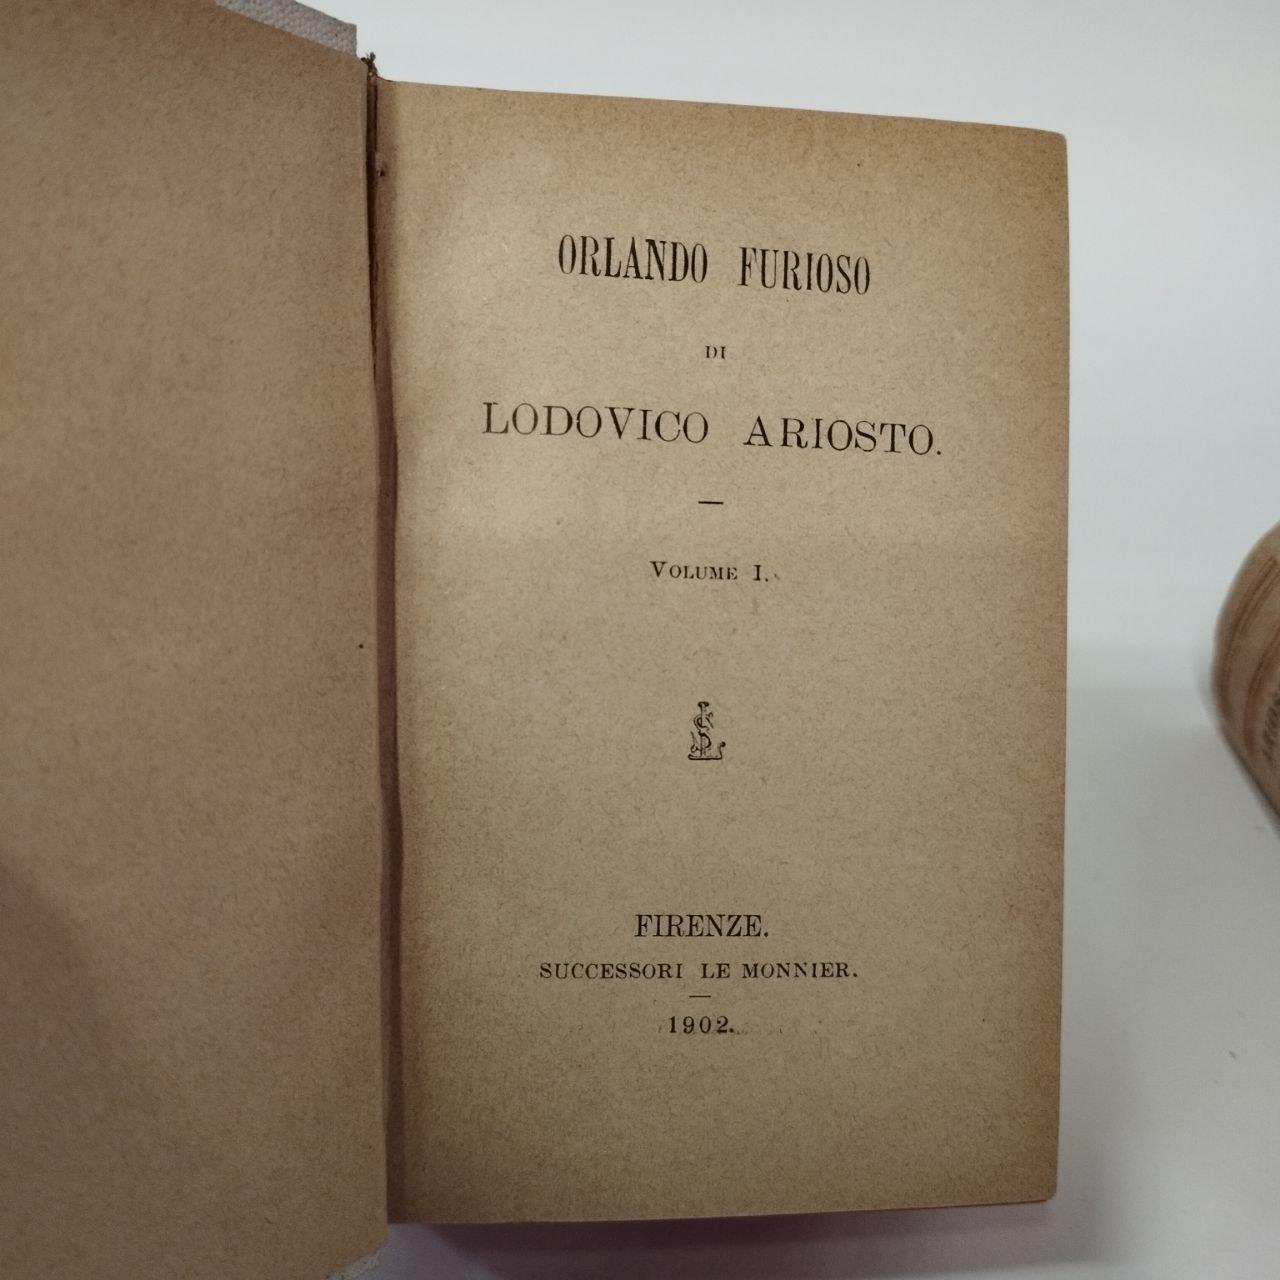 ORLANDO FURIOSO
DI
LODOVICO ARIOSTO.
VOLUME I.
FIRENZE.
SUCCESSORI LE MONNIER.
1902.